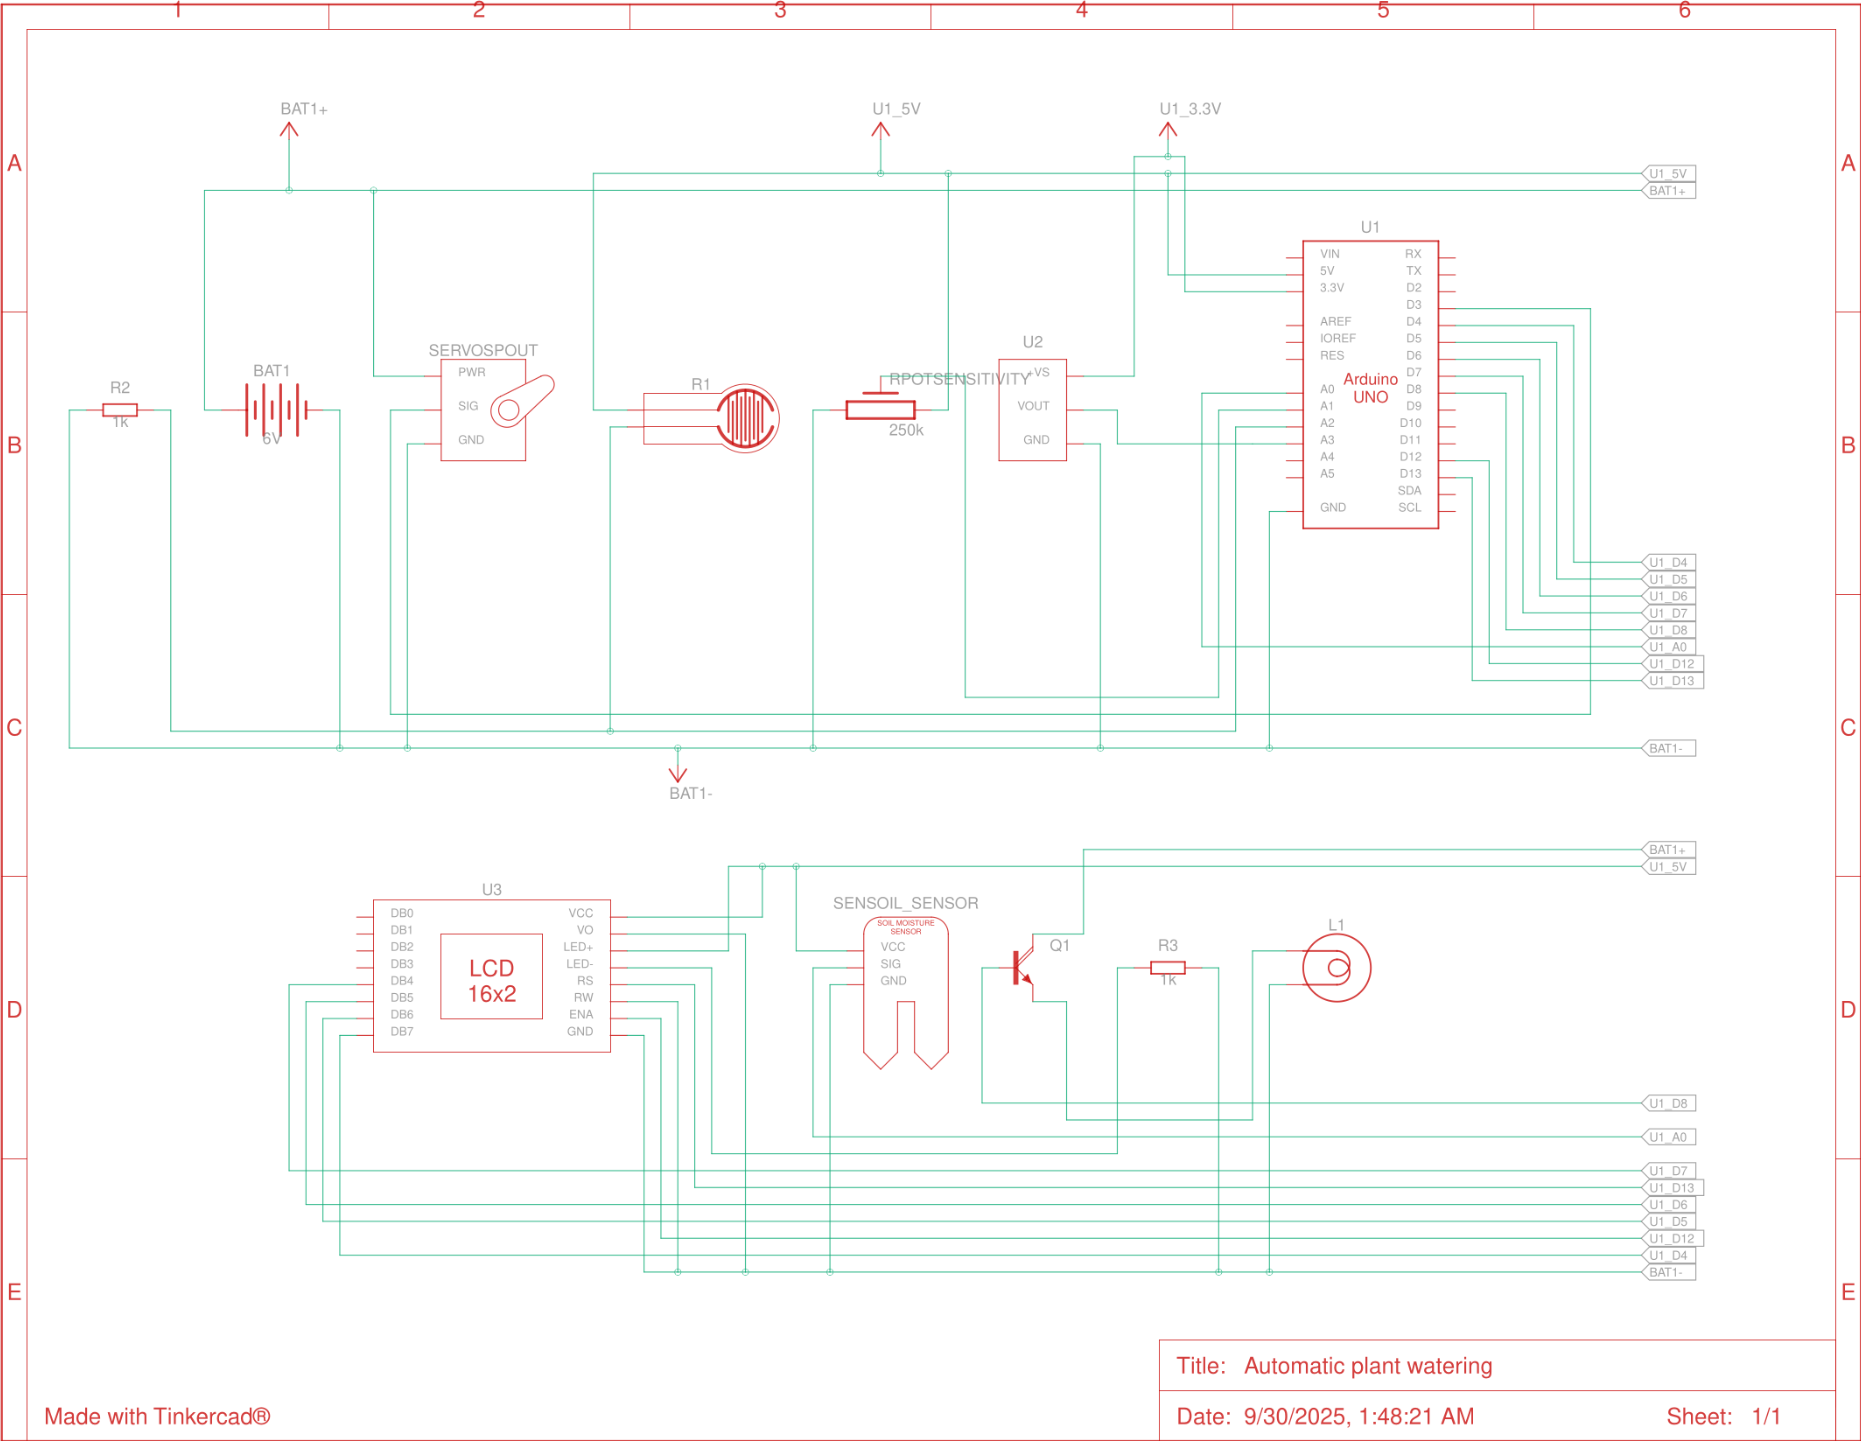 1 2 3 4 5 6
BAT1+ U1_5V U1_3.3V
A A
U1_5V
BAT1+
U1
VIN RX
5V TX
3.3V D2
D3
AREF D4
IOREF D5
RES D6
D7
A0 D8
A1 D9
A2 D10
A3 D11
A4 D12
A5 D13
SDA
GND SCL
Arduino
UNO
R2
1k
BAT1
6V
SERVOSPOUT
PWR
SIG
GND
R1
RPOTSENSITIVITY
250k
U2
+VS
VOUT
GND
B B
U1_D4
U1_D5
U1_D6
U1_D7
U1_D8
U1_A0
U1_D12
U1_D13
C C
BAT1-
BAT1-
BAT1+
U1_5V
U3
DB0 VCC
DB1 VO
DB2 LED+
DB3 LED-
DB4 RS
DB5 RW
DB6 ENA
DB7 GND
LCD
16x2
SENSOIL_SENSOR
SOIL MOISTURE
SENSOR
VCC
SIG
GND
Q1
R3
1k
L1
D D
U1_D8
U1_A0
U1_D7
U1_D13
U1_D6
U1_D5
U1_D12
U1_D4
BAT1-
E E
Title: Automatic plant watering
Made with Tinkercad®
Date: 9/30/2025, 1:48:21 AM Sheet: 1/1